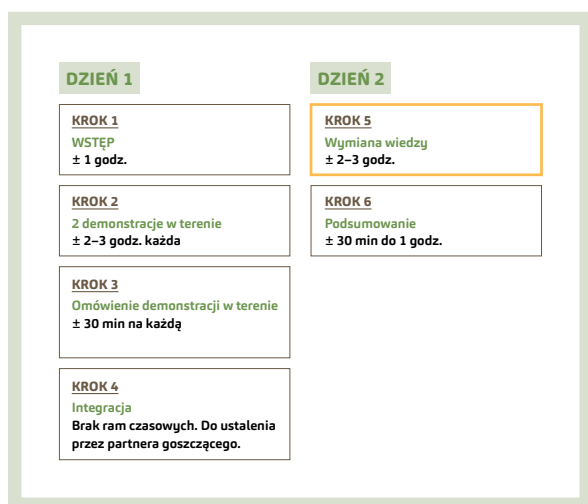 DZIEŃ 1
KROK 1
WSTĘP
± 1 godz.
KROK 2
2 demonstracje w terenie
± 2–3 godz. każda
KROK 3
Omówienie demonstracji w terenie
± 30 min na każdą
KROK 4
Integracja
Brak ram czasowych. Do ustalenia
przez partnera goszczącego.
DZIEŃ 2
KROK 5
Wymiana wiedzy
± 2–3 godz.
KROK 6
Podsumowanie
± 30 min do 1 godz.